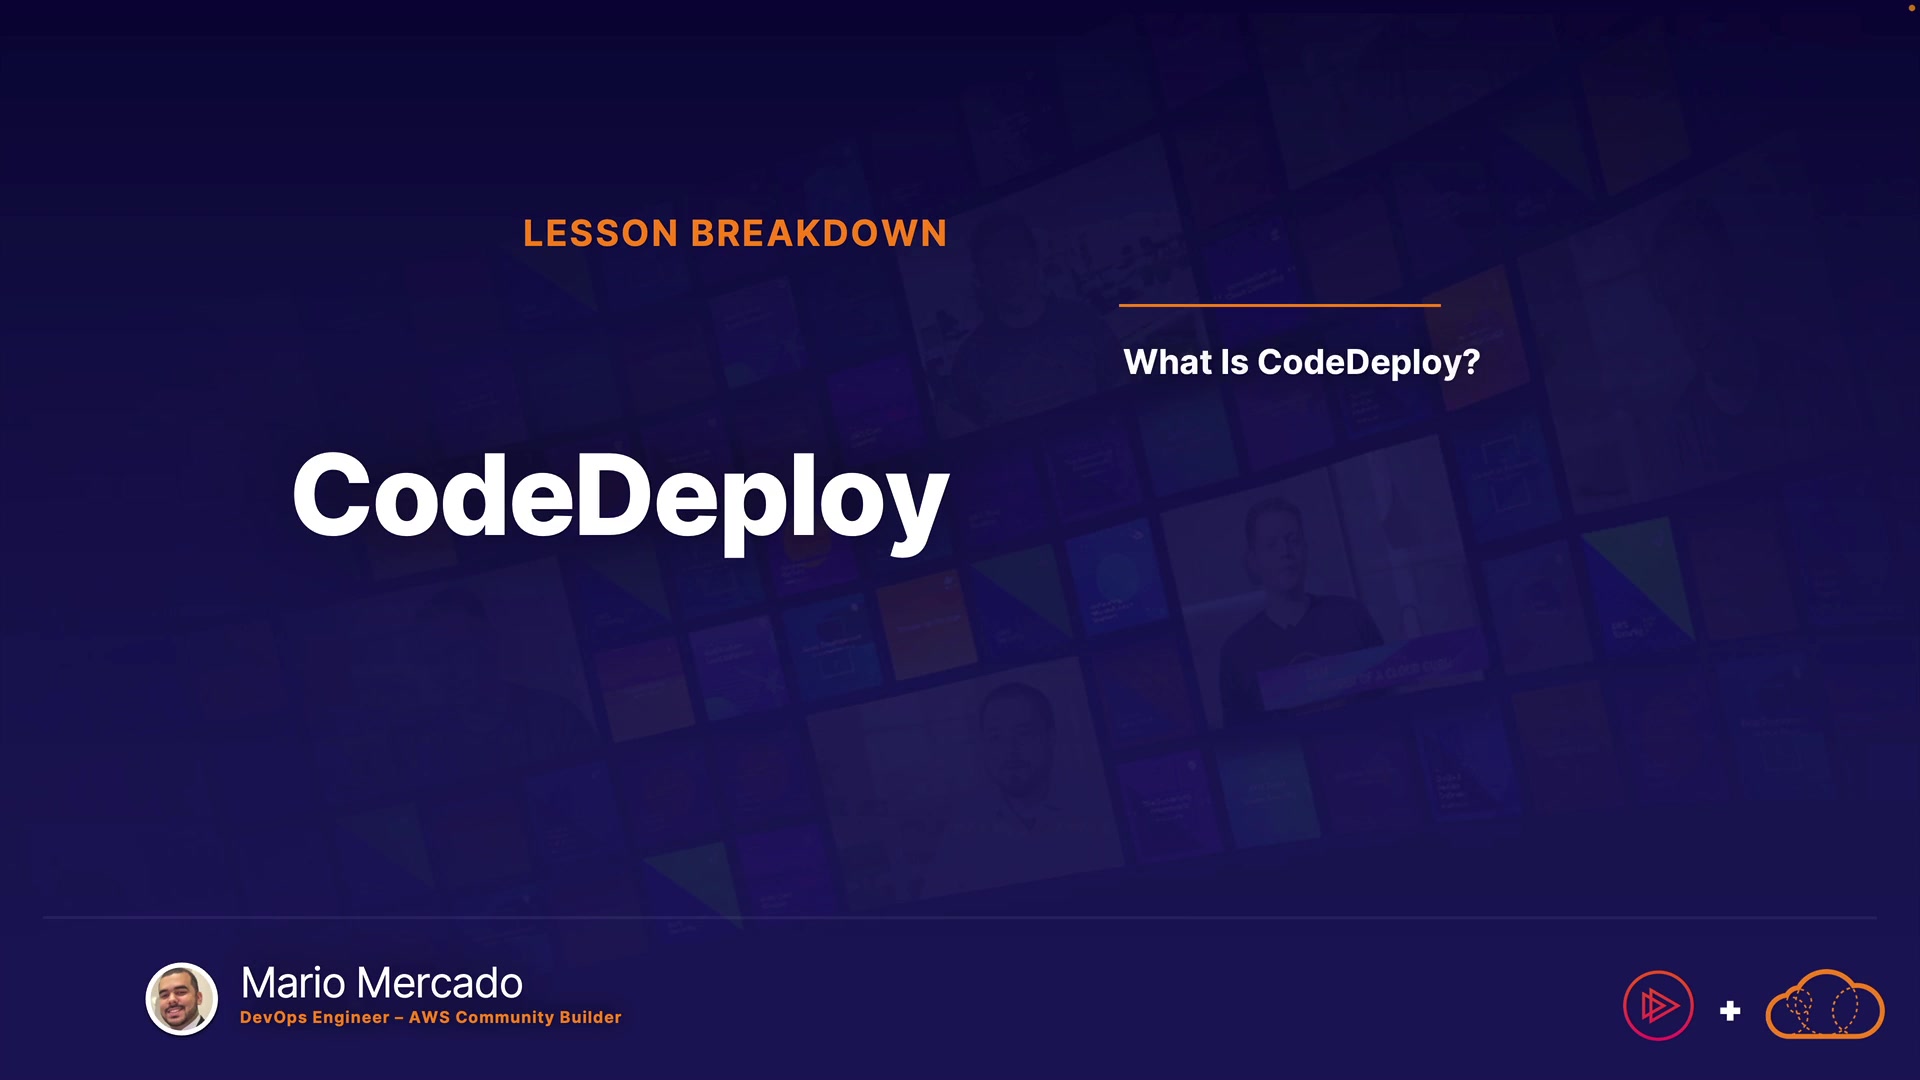 LESSON BREAKDOWN
What Is CodeDeploy?
CodeDeploy
Mario Mercado
DevOps Engineer – AWS Community Builder